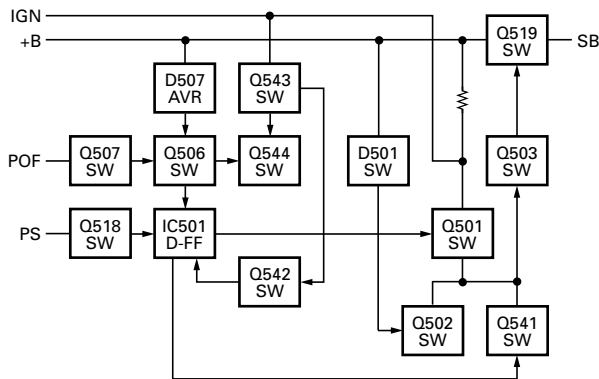 IGN
+B
Q519
SW
SB
D507
AVR
Q543
SW
POF
Q507
SW
Q506
SW
Q544
SW
D501
SW
Q503
SW
PS
Q518
SW
IC501
D-FF
Q501
SW
Q542
SW
Q502
SW
Q541
SW